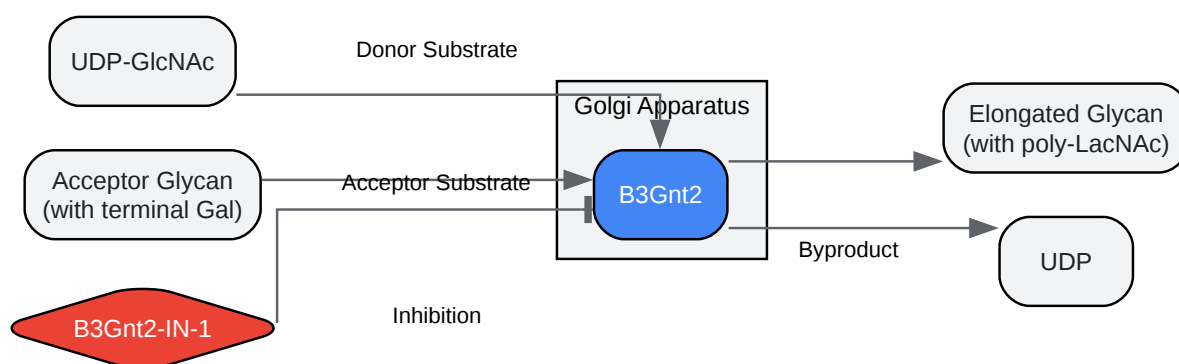 UDP-GlcNAc
Donor Substrate
Golgi Apparatus
Elongated Glycan
(with poly-LacNAc)
Acceptor Glycan
(with terminal Gal)
Acceptor Substrate
B3Gnt2
Byproduct
UDP
B3Gnt2-IN-1
Inhibition